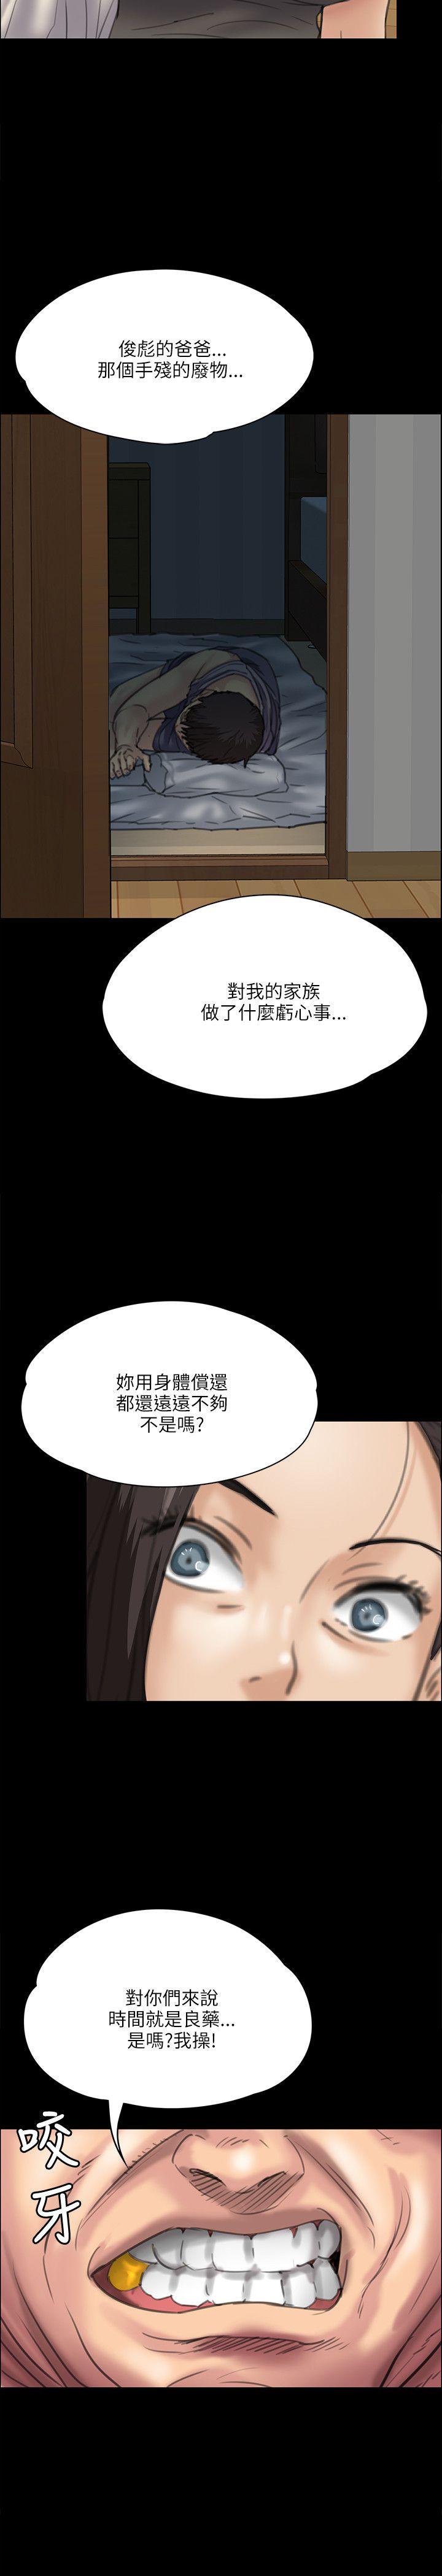 俊彪的爸爸...
那個手殘的廢物...
對我的家族
做了什麼虧心事...
妳用身體償還
都還遠遠不夠
不是嗎?
對你們來說
時間就是良藥...
是嗎?我操!
咬
牙